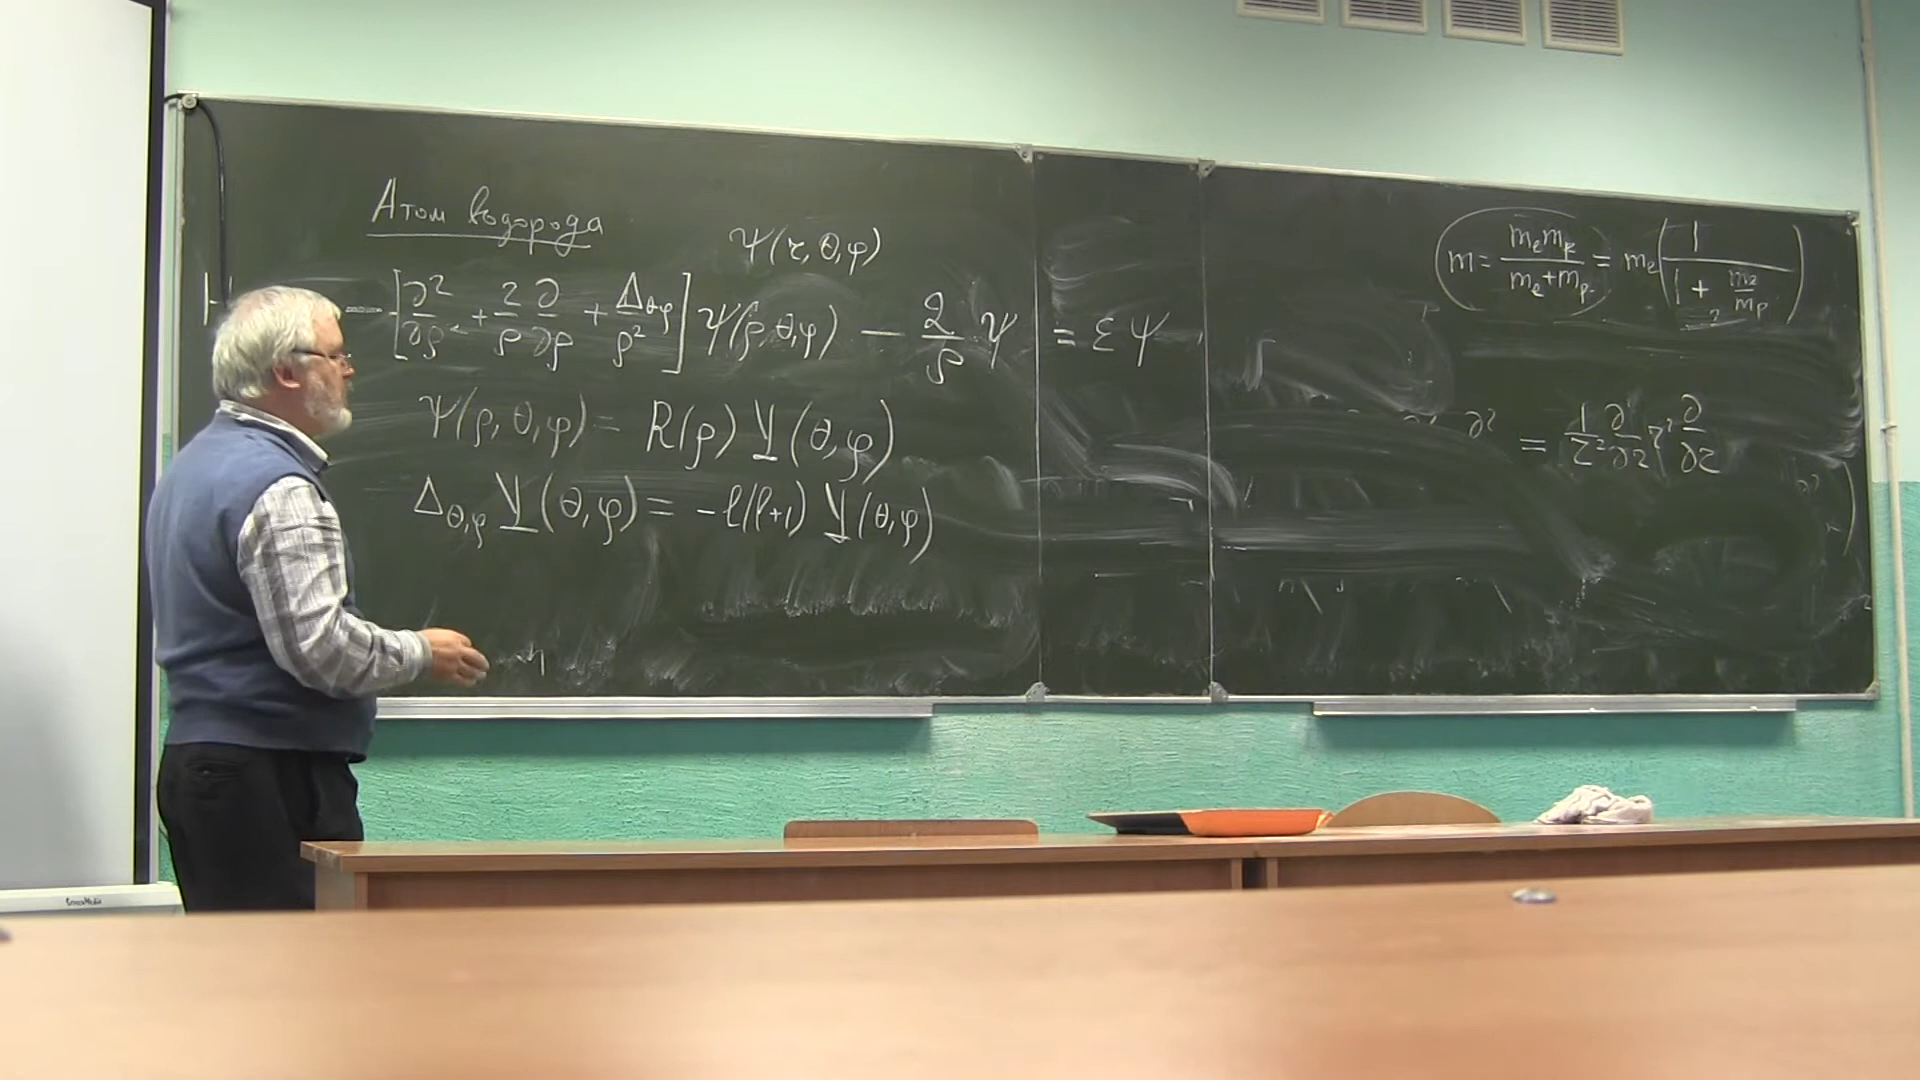 Атом водорода
Ψ(r,θ,φ)
-[∂²/∂ρ² + 2/ρ ∂/∂ρ + Δθφ/ρ²] Ψ(ρ,θ,φ) - 2/ρ Ψ = εΨ
Ψ(ρ,θ,φ) = R(ρ) Y(θ,φ)
Δθ,φ Y(θ,φ) = -l(l+1) Y(θ,φ)
m = mₑmₚ/(mₑ+mₚ) = mₑ(1/(1+mₑ/mₚ))
= 1/r² ∂/∂r r² ∂/∂r